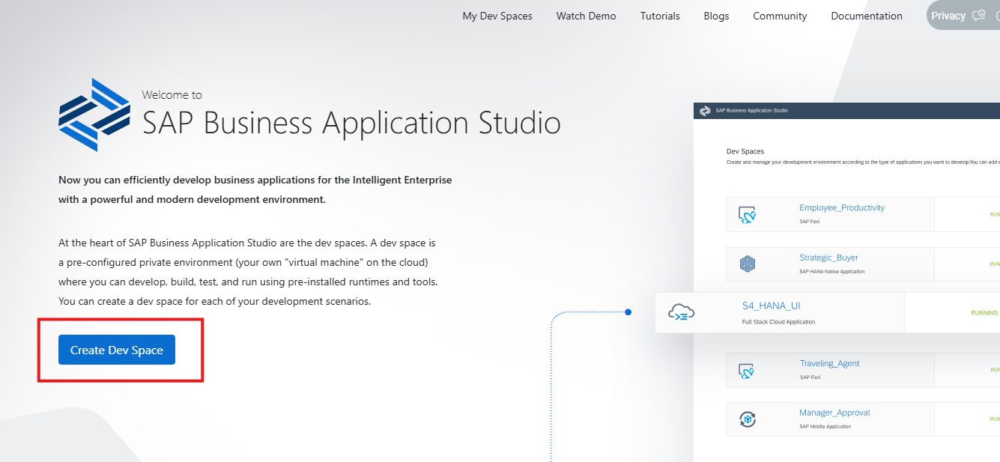 My Dev Spaces Watch Demo Tutorials Blogs Community Documentation Privacy
Welcome to
SAP Business Application Studio
Now you can efficiently develop business applications for the Intelligent Enterprise
with a powerful and modern development environment.
At the heart of SAP Business Application Studio are the dev spaces. A dev space is
a pre-configured private environment (your own "virtual machine" on the cloud)
where you can develop, build, test, and run using pre-installed runtimes and tools.
You can create a dev space for each of your development scenarios.
Create Dev Space
SAP Business Application Studio
Dev Spaces
Create and manage your development environment according to the type of applications you want to develop.You can add
Employee_Productivity
SAP Fiori
Strategic_Buyer
SAP HANA Native Application
S4_HANA_UI
Full Stack Cloud Application
RUNNING
Traveling_Agent
SAP Fiori
Manager_Approval
SAP Mobile Application